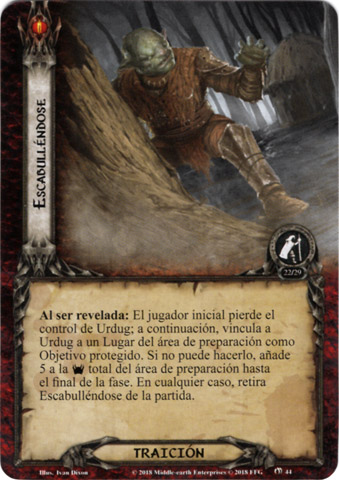 ESCABULLÉNDOSE
22/29
Al ser revelada: El jugador inicial pierde el
control de Urdug; a continuación, vincula a
Urdug a un Lugar del área de preparación como
Objetivo protegido. Si no puede hacerlo, añade
5 a la total del área de preparación hasta
el final de la fase. En cualquier caso, retira
Escabulléndose de la partida.
TRAICIÓN
Illus. Ivan Dixon © 2018 Middle-earth Enterprises © 2018 FFG 44